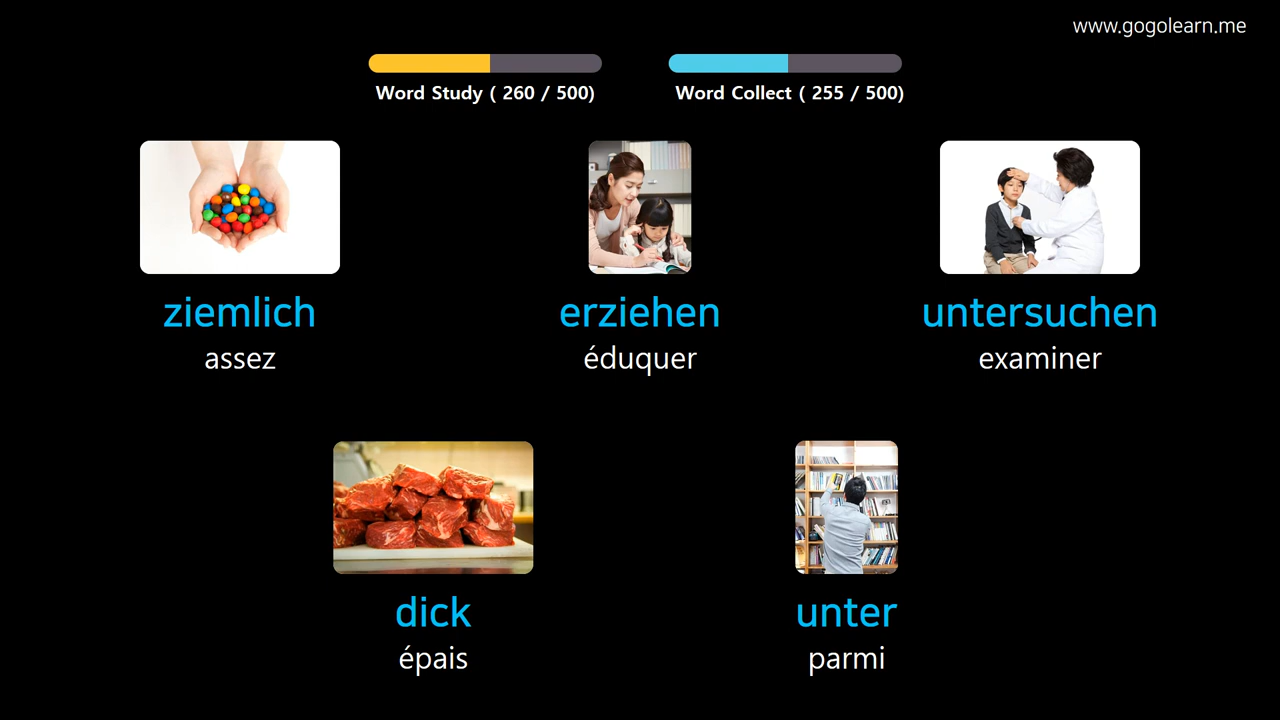 www.gogolearn.me
Word Study ( 260 / 500)
Word Collect ( 255 / 500)
ziemlich
assez
erziehen
éduquer
untersuchen
examiner
dick
épais
unter
parmi